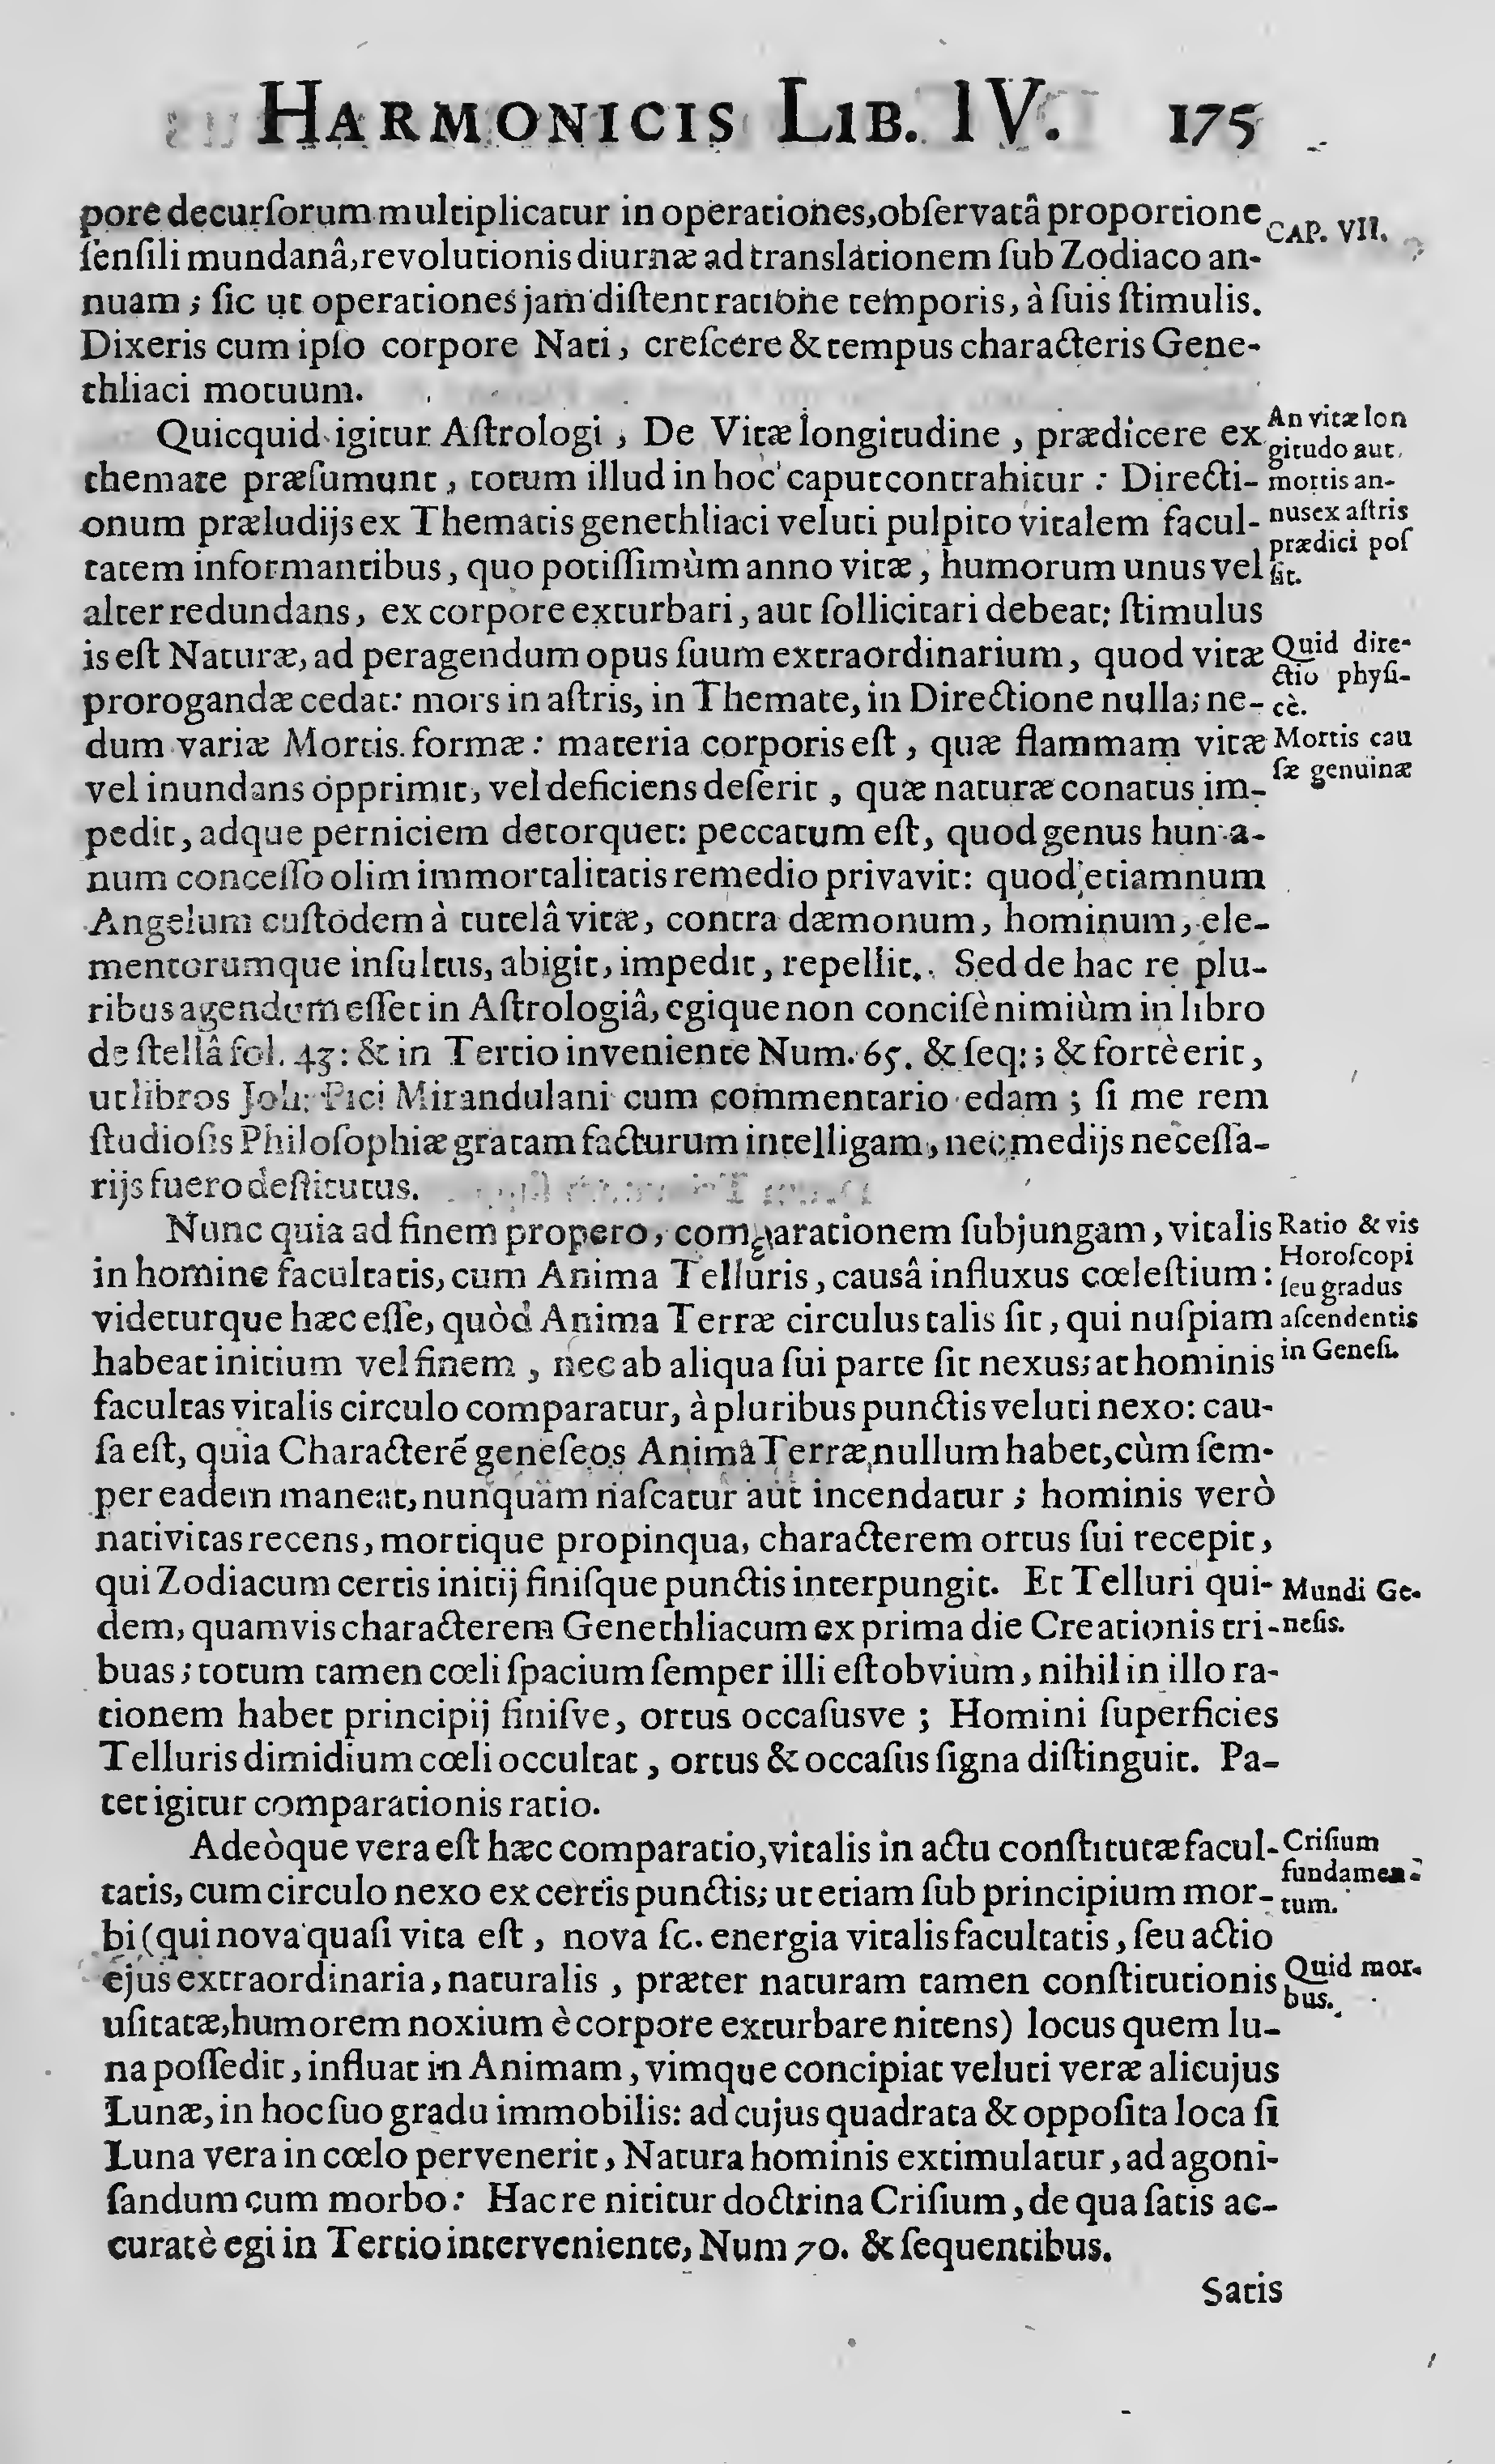 HARMONICIS LIB. IV. 175
CAP. VII.
pore decurſorum multiplicatur in operationes, obſervatâ proportione
ſenſili mundanâ, revolutionis diurnæ ad translationem ſub Zodiaco an-
nuam; ſic ut operationes jam diſtent ratione temporis, à ſuis ſtimulis.
Dixeris cum ipſo corpore Nati, creſcere & tempus characteris Gene-
thliaci motuum.
Quicquid igitur Aſtrologi, De Vitæ longitudine, prædicere ex
themate præſumunt, totum illud in hoc caput contrahitur: Directi-
onum præludijs ex Thematis genethliaci veluti pulpito vitalem facul-
tatem informantibus, quo potiſſimùm anno vitæ, humorum unus vel
alter redundans, ex corpore exturbari, aut ſollicitari debeat; ſtimulus
is eſt Naturæ, ad peragendum opus ſuum extraordinarium, quod vitæ
prorogandæ cedat: mors in aſtris, in Themate, in Directione nulla; ne-
dum variæ Mortis formæ: materia corporis eſt, quæ flammam vitæ
vel inundans opprimit, vel deficiens deſerit, quæ naturæ conatus im-
pedit, adque perniciem detorquet: peccatum eſt, quod genus huma-
num conceſſo olim immortalitatis remedio privavit: quod etiamnum
Angelum cuſtodem à tutelâ vitæ, contra dæmonum, hominum, ele-
mentorumque inſultus, abigit, impedit, repellit. Sed de hac re plu-
ribus agendum eſſet in Aſtrologiâ, egique non conciſè nimiùm in libro
de ſtellâ fol. 43: & in Tertio inveniente Num. 65. & ſeq:; & fortè erit,
ut libros Joh: Pici Mirandulani cum commentario edam; ſi me rem
ſtudioſis Philoſophiæ gratam facturum intelligam, nec medijs neceſſa-
rijs fuero deſtitutus.
An vitæ lon
gitudo aut
mortis an-
nus ex aſtris
prædici poſ
ſit.
Quid dire-
ctio phyſi-
cè.
Mortis cau
ſæ genuinæ
Nunc quia ad finem propero, comparationem ſubjungam, vitalis
in homine facultatis, cum Anima Telluris, causâ influxus cœleſtium:
videturque hæc eſſe, quòd Anima Terræ circulus talis ſit, qui nuſpiam
habeat initium vel finem, nec ab aliqua ſui parte ſit nexus; at hominis
facultas vitalis circulo comparatur, à pluribus punctis veluti nexo: cau-
ſa eſt, quia Characterē geneſeos Anima Terræ nullum habet, cùm ſem-
per eadem maneat, nunquam naſcatur aut incendatur; hominis verò
nativitas recens, mortique propinqua, characterem ortus ſui recepit,
qui Zodiacum certis initij finiſque punctis interpungit. Et Telluri qui-
dem, quamvis characterem Genethliacum ex prima die Creationis tri-
buas; totum tamen cœli ſpacium ſemper illi eſt obvium, nihil in illo ra-
tionem habet principij finiſve, ortus occaſusve; Homini ſuperficies
Telluris dimidium cœli occultat, ortus & occaſus ſigna diſtinguit. Pa-
tet igitur comparationis ratio.
Ratio & vis
Horoſcopi
ſeu gradus
aſcendentis
in Geneſi.
Mundi Ge-
neſis.
Adeòque vera eſt hæc comparatio, vitalis in actu conſtitutæ facul-
tatis, cum circulo nexo ex certis punctis; ut etiam ſub principium mor-
bi (qui nova quaſi vita eſt, nova ſc. energia vitalis facultatis, ſeu actio
ejus extraordinaria, naturalis, præter naturam tamen conſtitutionis
uſitatæ, humorem noxium è corpore exturbare nitens) locus quem lu-
na poſſedit, influat in Animam, vimque concipiat veluti veræ alicujus
Lunæ, in hoc ſuo gradu immobilis: ad cujus quadrata & oppoſita loca ſi
Luna vera in cœlo pervenerit, Natura hominis extimulatur, ad agoni-
ſandum cum morbo: Hac re nititur doctrina Criſium, de qua ſatis ac-
curatè egi in Tertio interveniente, Num 70. & ſequentibus.
Criſium
fundamen-
tum.
Quid mor-
bus.
Satis